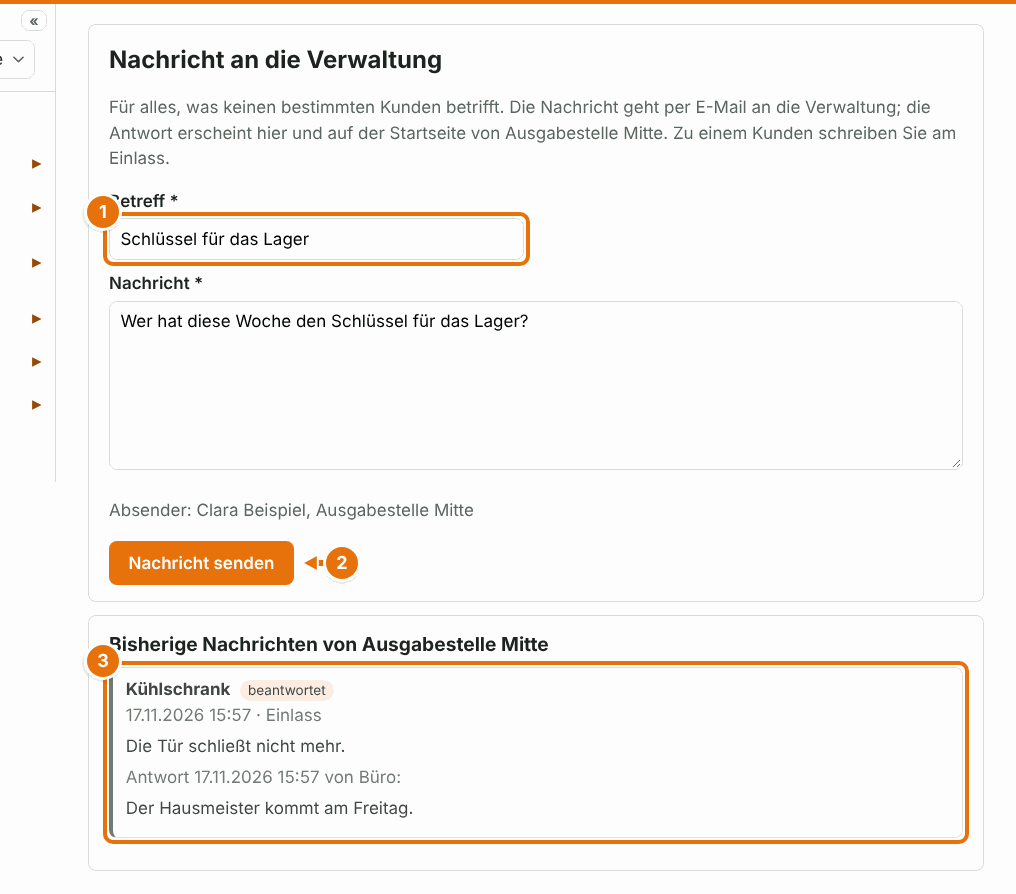 «
e
Nachricht an die Verwaltung
Für alles, was keinen bestimmten Kunden betrifft. Die Nachricht geht per E-Mail an die Verwaltung; die
Antwort erscheint hier und auf der Startseite von Ausgabestelle Mitte. Zu einem Kunden schreiben Sie am
Einlass.
Betreff *
1
Schlüssel für das Lager
Nachricht *
Wer hat diese Woche den Schlüssel für das Lager?
Absender: Clara Beispiel, Ausgabestelle Mitte
Nachricht senden
2
Bisherige Nachrichten von Ausgabestelle Mitte
3
Kühlschrank beantwortet
17.11.2026 15:57 · Einlass
Die Tür schließt nicht mehr.
Antwort 17.11.2026 15:57 von Büro:
Der Hausmeister kommt am Freitag.